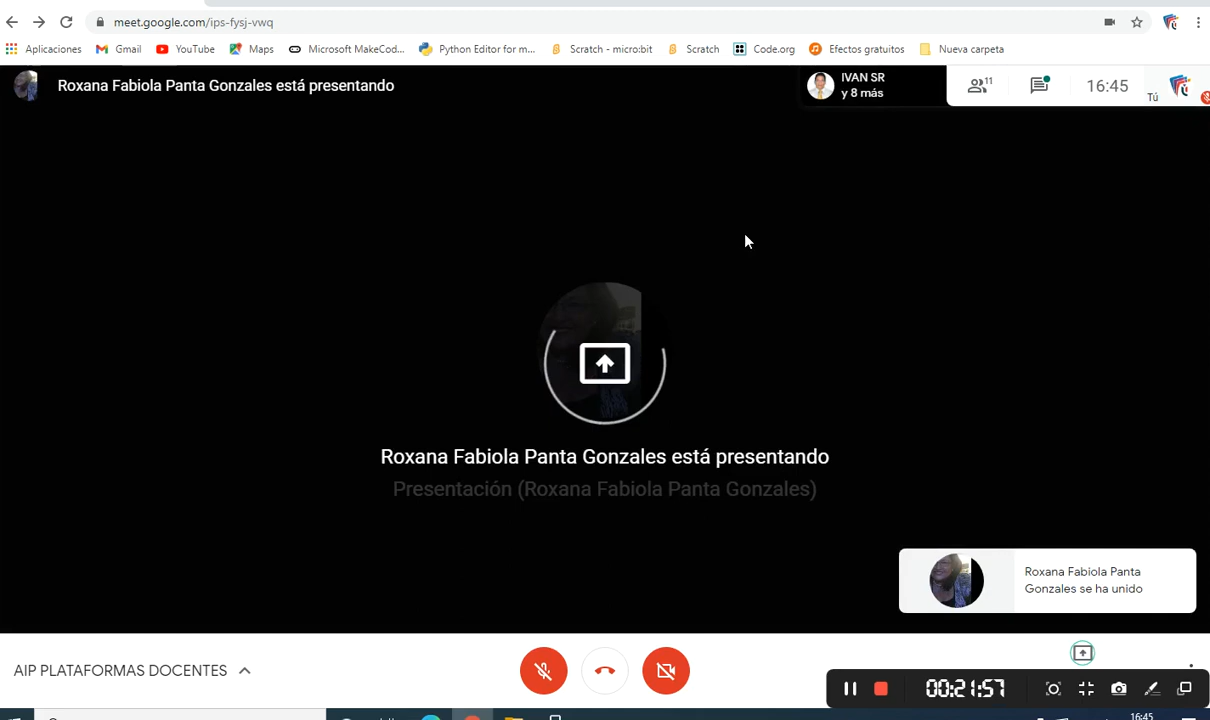 meet.google.com/ips-fysj-vwq
Aplicaciones
Gmail
YouTube
Maps
Microsoft MakeCod...
Python Editor for m...
Scratch - micro:bit
Scratch
Code.org
Efectos gratuitos
Nueva carpeta
Roxana Fabiola Panta Gonzales está presentando
IVAN SR
y 8 más
11
16:45
Tú
Roxana Fabiola Panta Gonzales está presentando
Presentación (Roxana Fabiola Panta Gonzales)
Roxana Fabiola Panta
Gonzales se ha unido
AIP PLATAFORMAS DOCENTES
00:21:57
16:45